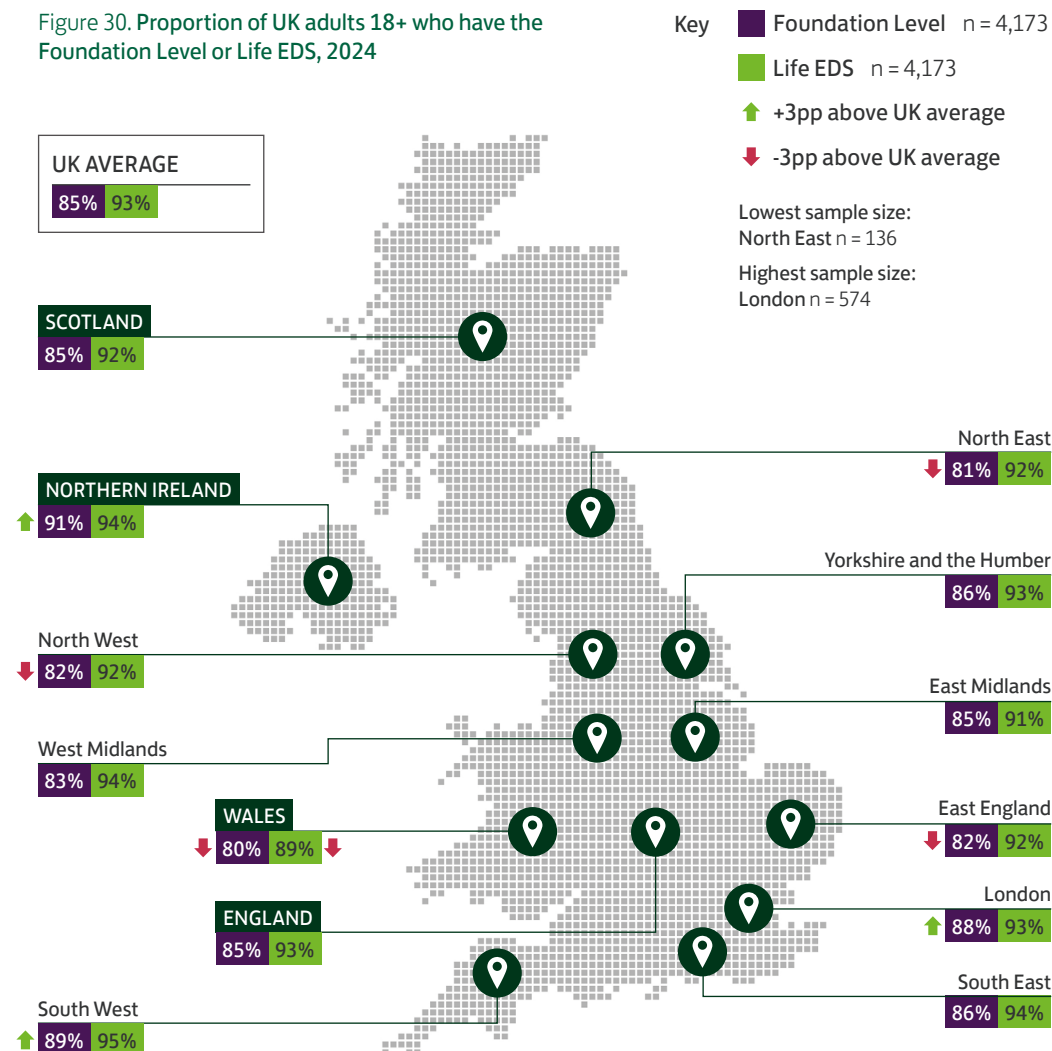 Figure 30. Proportion of UK adults 18+ who have the
Foundation Level or Life EDS, 2024
Key
Foundation Level n = 4,173
Life EDS n = 4,173
+3pp above UK average
-3pp above UK average
Lowest sample size:
North East n = 136
Highest sample size:
London n = 574
UK AVERAGE
85% 93%
SCOTLAND
85% 92%
NORTHERN IRELAND
91% 94%
North West
82% 92%
West Midlands
83% 94%
WALES
80% 89%
ENGLAND
85% 93%
South West
89% 95%
North East
81% 92%
Yorkshire and the Humber
86% 93%
East Midlands
85% 91%
East England
82% 92%
London
88% 93%
South East
86% 94%